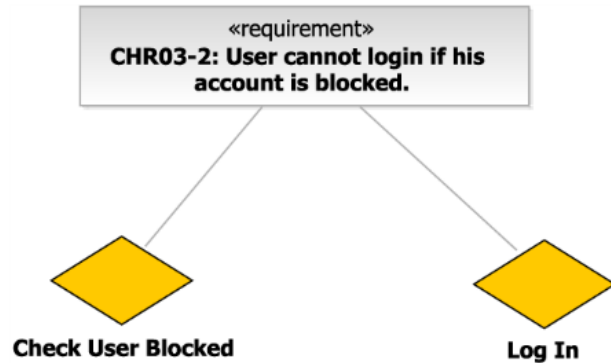 «requirement»
CHR03-2: User cannot login if his
account is blocked.
Check User Blocked
Log In